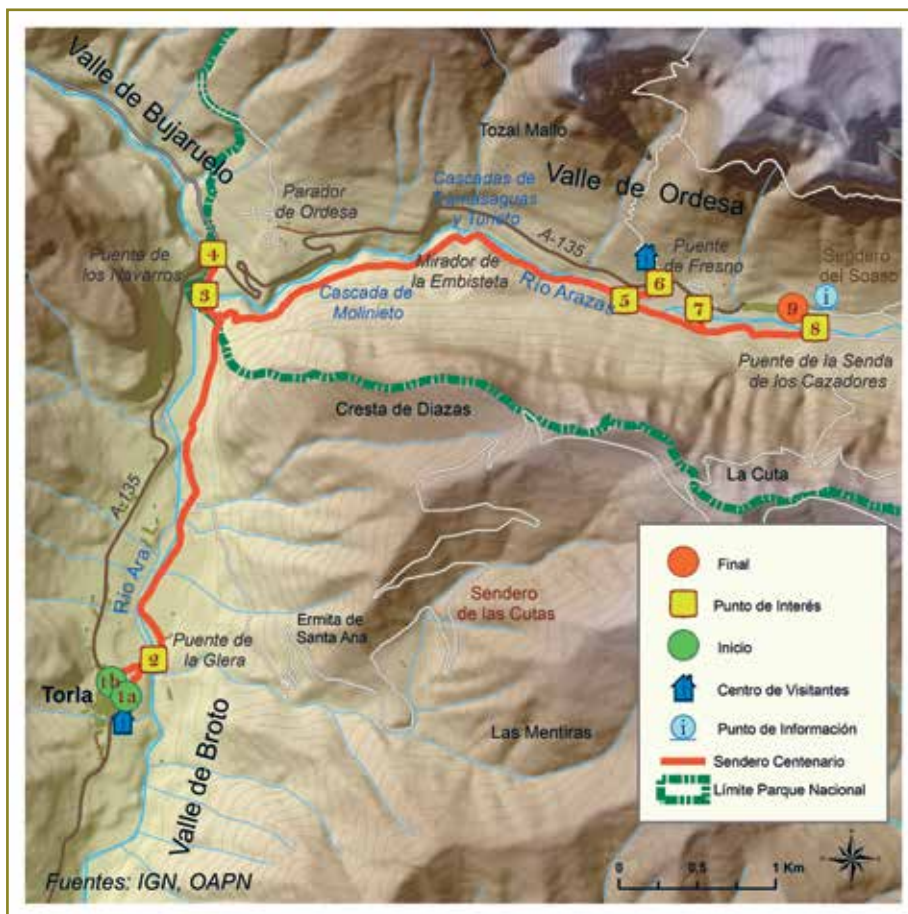 Valle de Bujaruelo
Tozal Mallo
Valle de Ordesa
Parador
de Ordesa
Cascadas de
Tamasaguas
y Turieto
A-135
Puente de
los Navarros
4
3
Cascada de
Molinieto
Mirador de
la Embisteta
Río Arazas
5
6
Puente
de Fresno
7
Sendero
del Soaso
9
i
8
Puente de la Senda
de los Cazadores
Cresta de Diazas
La Cuta
A-135
Río Ara
Sendero
de las Cutas
Ermita de
Santa Ana
Puente de
la Glera
2
1b
1a
Torla
Valle de Broto
Las Mentiras
Final
Punto de Interés
Inicio
Centro de Visitantes
i
Punto de Información
Sendero Centenario
Límite Parque Nacional
0 0,5 1 Km
Fuentes: IGN, OAPN